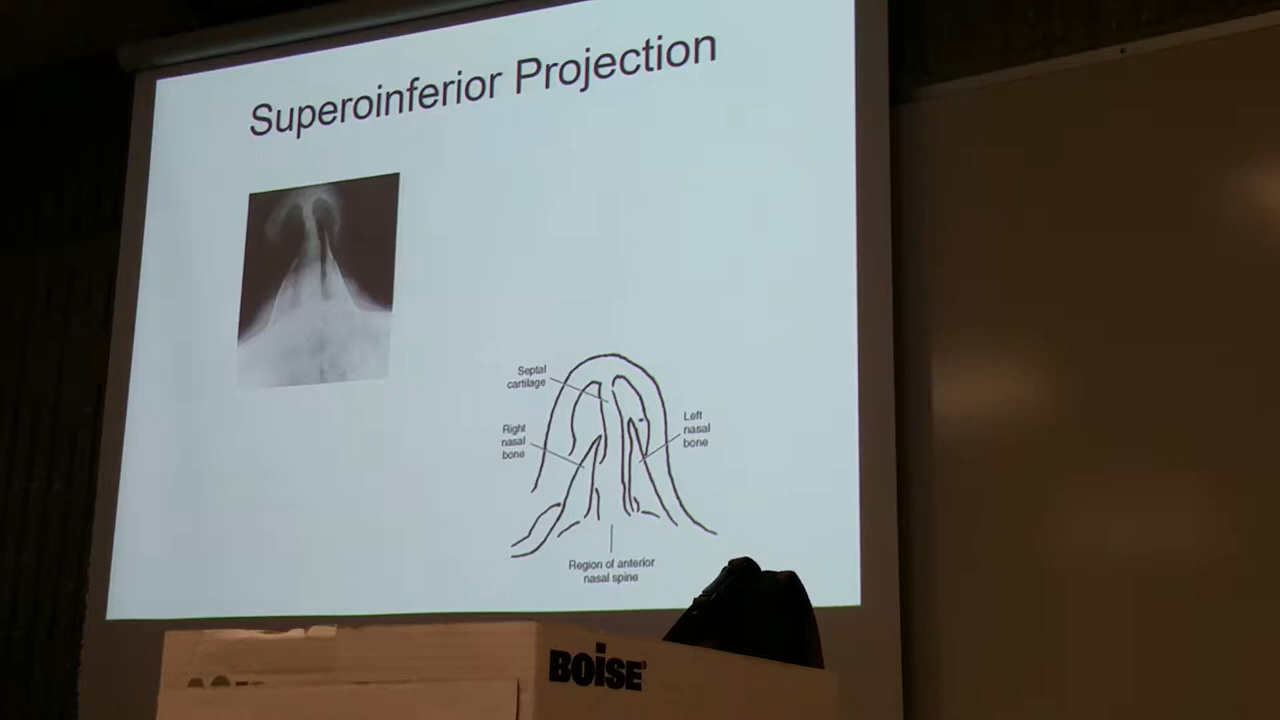 Superoinferior Projection
Septal
cartilage
Right
nasal
bone
Left
nasal
bone
Region of anterior
nasal spine
BOiSE